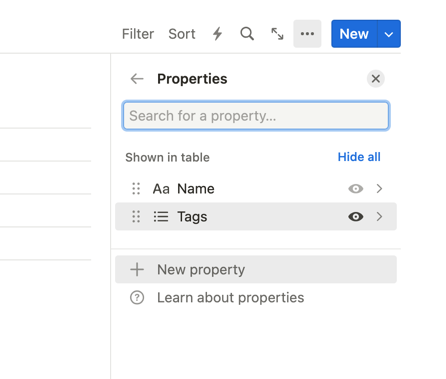 Filter Sort New
Properties
Search for a property...
Shown in table Hide all
Aa Name
Tags
New property
Learn about properties